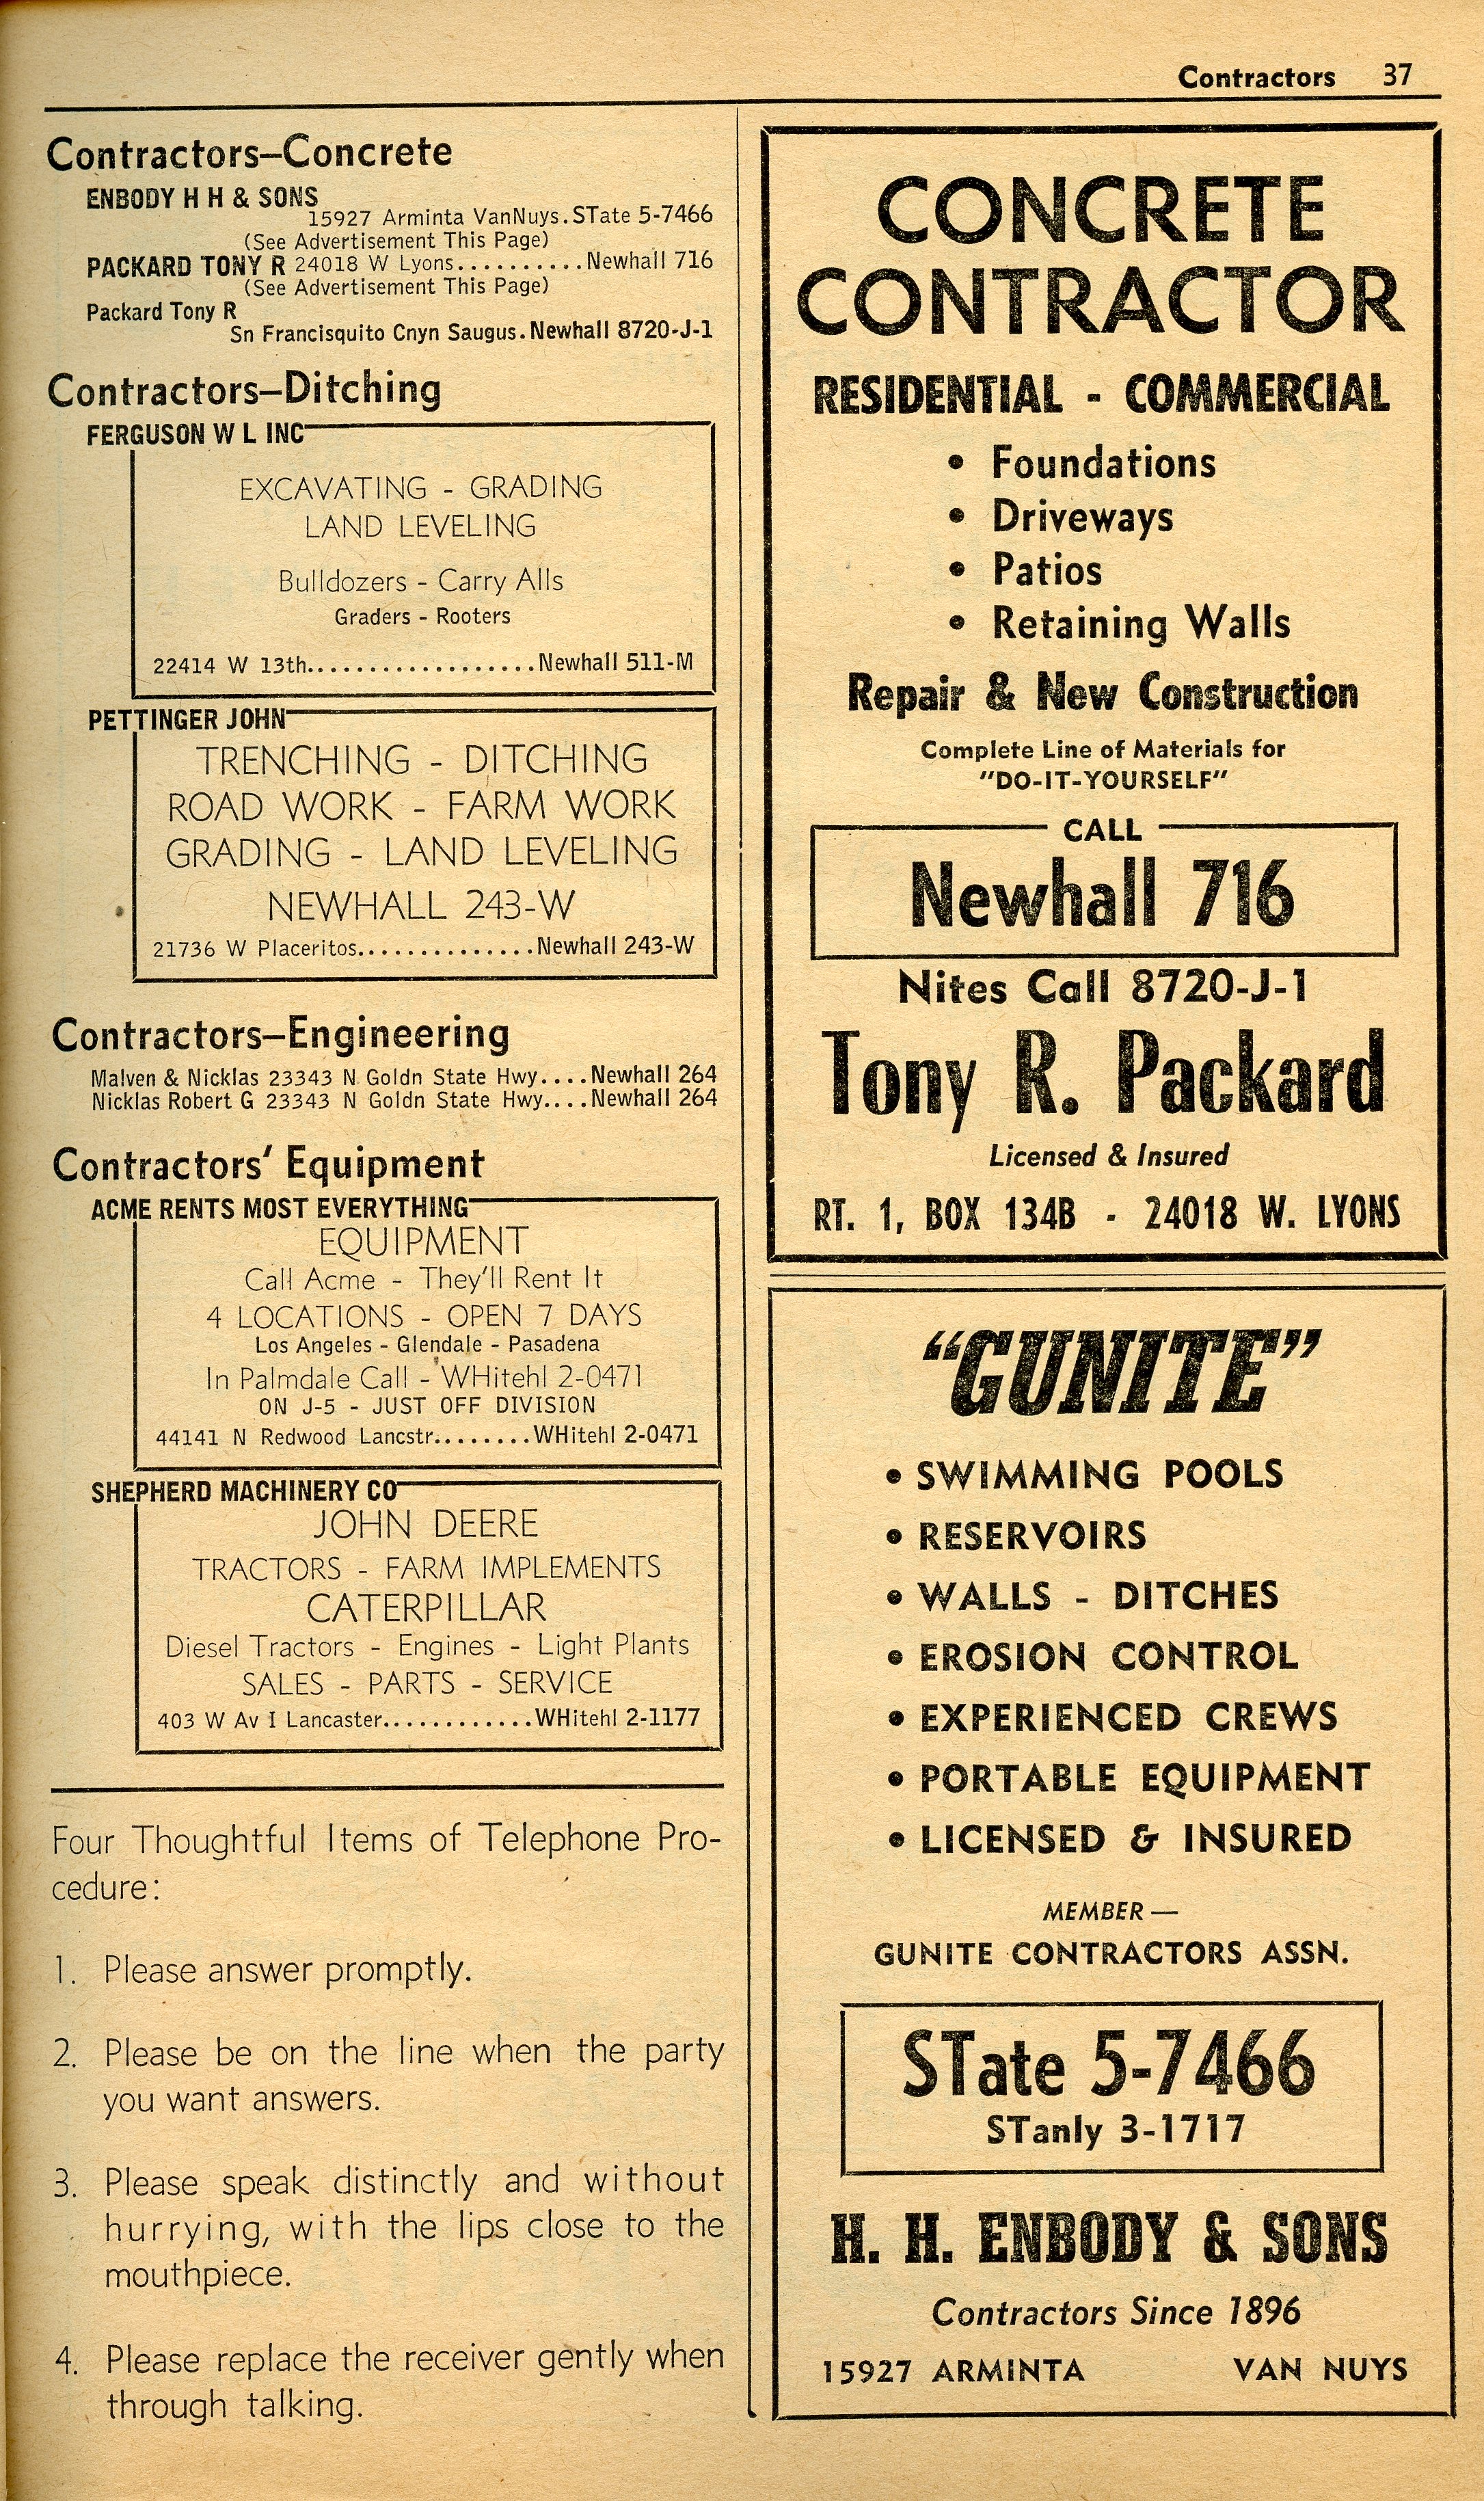 Contractors 37
Contractors–Concrete
ENBODY H H & SONS
15927 Arminta VanNuys.STate 5-7466
(See Advertisement This Page)
PACKARD TONY R 24018 W Lyons..........Newhall 716
(See Advertisement This Page)
Packard Tony R
Sn Francisquito Cnyn Saugus.Newhall 8720-J-1
Contractors–Ditching
FERGUSON W L INC
EXCAVATING - GRADING
LAND LEVELING
Bulldozers - Carry Alls
Graders - Rooters
22414 W 13th...................Newhall 511-M
PETTINGER JOHN
TRENCHING - DITCHING
ROAD WORK - FARM WORK
GRADING - LAND LEVELING
NEWHALL 243-W
21736 W Placeritos..............Newhall 243-W
Contractors–Engineering
Malven & Nicklas 23343 N Goldn State Hwy....Newhall 264
Nicklas Robert G 23343 N Goldn State Hwy....Newhall 264
Contractors' Equipment
ACME RENTS MOST EVERYTHING
EQUIPMENT
Call Acme - They'll Rent It
4 LOCATIONS - OPEN 7 DAYS
Los Angeles - Glendale - Pasadena
In Palmdale Call - WHitehl 2-0471
ON J-5 - JUST OFF DIVISION
44141 N Redwood Lancstr........WHitehl 2-0471
SHEPHERD MACHINERY CO
JOHN DEERE
TRACTORS - FARM IMPLEMENTS
CATERPILLAR
Diesel Tractors - Engines - Light Plants
SALES - PARTS - SERVICE
403 W Av I Lancaster............WHitehl 2-1177
Four Thoughtful Items of Telephone Pro-
cedure:
1. Please answer promptly.
2. Please be on the line when the party
you want answers.
3. Please speak distinctly and without
hurrying, with the lips close to the
mouthpiece.
4. Please replace the receiver gently when
through talking.
CONCRETE
CONTRACTOR
RESIDENTIAL - COMMERCIAL
• Foundations
• Driveways
• Patios
• Retaining Walls
Repair & New Construction
Complete Line of Materials for
"DO-IT-YOURSELF"
CALL
Newhall 716
Nites Call 8720-J-1
Tony R. Packard
Licensed & Insured
RT. 1, BOX 134B - 24018 W. LYONS
"GUNITE"
• SWIMMING POOLS
• RESERVOIRS
• WALLS - DITCHES
• EROSION CONTROL
• EXPERIENCED CREWS
• PORTABLE EQUIPMENT
• LICENSED & INSURED
MEMBER —
GUNITE CONTRACTORS ASSN.
STate 5-7466
STanly 3-1717
H. H. ENBODY & SONS
Contractors Since 1896
15927 ARMINTA VAN NUYS